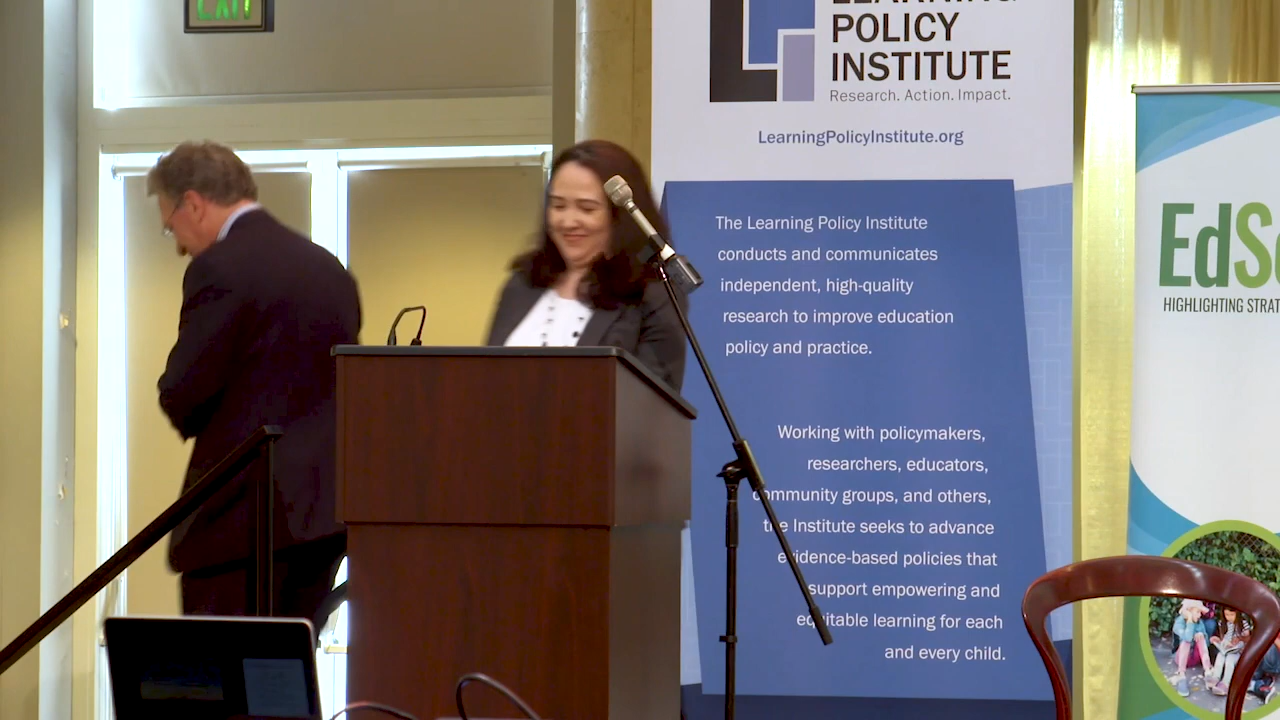 EXIT
LEARNING
POLICY
INSTITUTE
Research. Action. Impact.
LearningPolicyInstitute.org
The Learning Policy Institute
conducts and communicates
independent, high-quality
research to improve education
policy and practice.
Working with policymakers,
researchers, educators,
community groups, and others,
the Institute seeks to advance
evidence-based policies that
support empowering and
equitable learning for each
and every child.
EdSo
HIGHLIGHTING STRAT